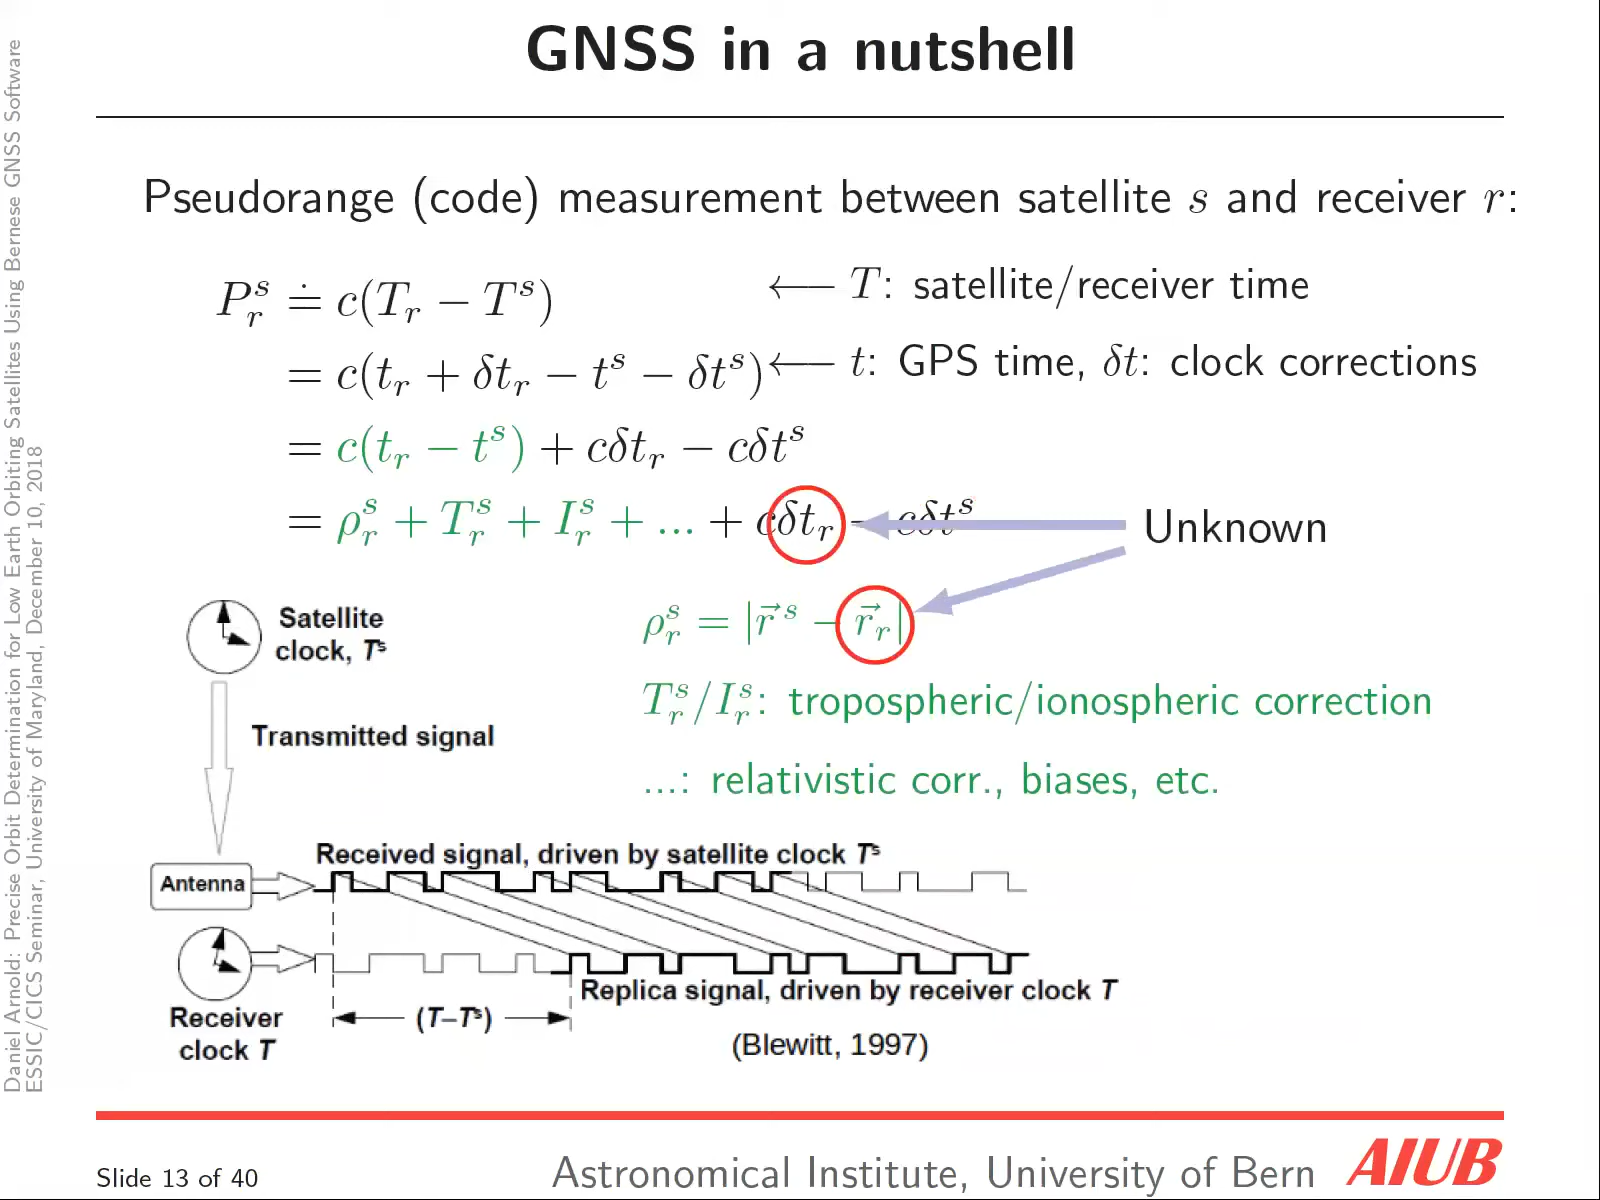 GNSS in a nutshell
Pseudorange (code) measurement between satellite s and receiver r:
P_r^s ≐ c(T_r − T^s) ⟵ T: satellite/receiver time
= c(t_r + δt_r − t^s − δt^s) ⟵ t: GPS time, δt: clock corrections
= c(t_r − t^s) + cδt_r − cδt^s
= ρ_r^s + T_r^s + I_r^s + ... + cδt_r − cδt^s
Unknown
ρ_r^s = |r⃗^s − r⃗_r|
T_r^s/I_r^s: tropospheric/ionospheric correction
...: relativistic corr., biases, etc.
Satellite
clock, T^s
Transmitted signal
Received signal, driven by satellite clock T^s
Antenna
Replica signal, driven by receiver clock T
(T–T^s)
Receiver
clock T
(Blewitt, 1997)
Slide 13 of 40
Astronomical Institute, University of Bern
AIUB
Daniel Arnold: Precise Orbit Determination for Low Earth Orbiting Satellites Using Bernese GNSS Software
ESSIC/CICS Seminar, University of Maryland, December 10, 2018